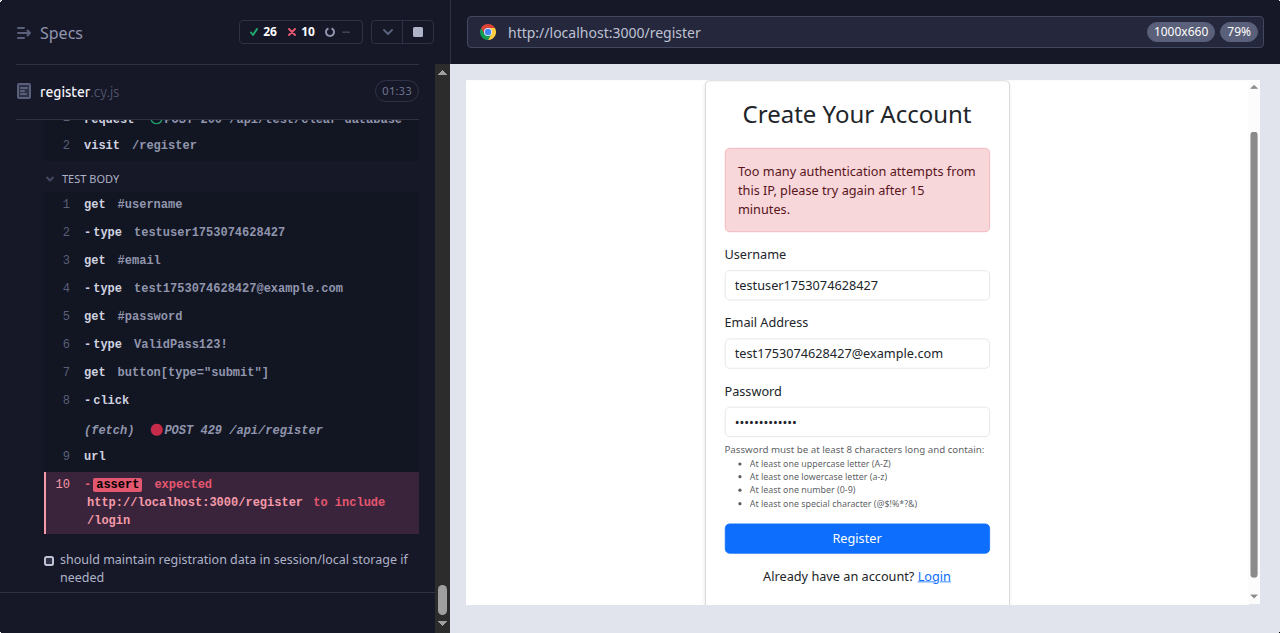 Specs
26 10 --
register.cy.js 01:33
1 request POST 200 /api/test/clear-database
2 visit /register
TEST BODY
1 get #username
2 -type testuser1753074628427
3 get #email
4 -type test1753074628427@example.com
5 get #password
6 -type ValidPass123!
7 get button[type="submit"]
8 -click
(fetch) POST 429 /api/register
9 url
10 -assert expected
http://localhost:3000/register to include
/login
should maintain registration data in session/local storage if
needed
http://localhost:3000/register 1000x660 79%
Create Your Account
Too many authentication attempts from
this IP, please try again after 15
minutes.
Username
testuser1753074628427
Email Address
test1753074628427@example.com
Password
•••••••••••••
Password must be at least 8 characters long and contain:
• At least one uppercase letter (A-Z)
• At least one lowercase letter (a-z)
• At least one number (0-9)
• At least one special character (@$!%*?&)
Register
Already have an account? Login